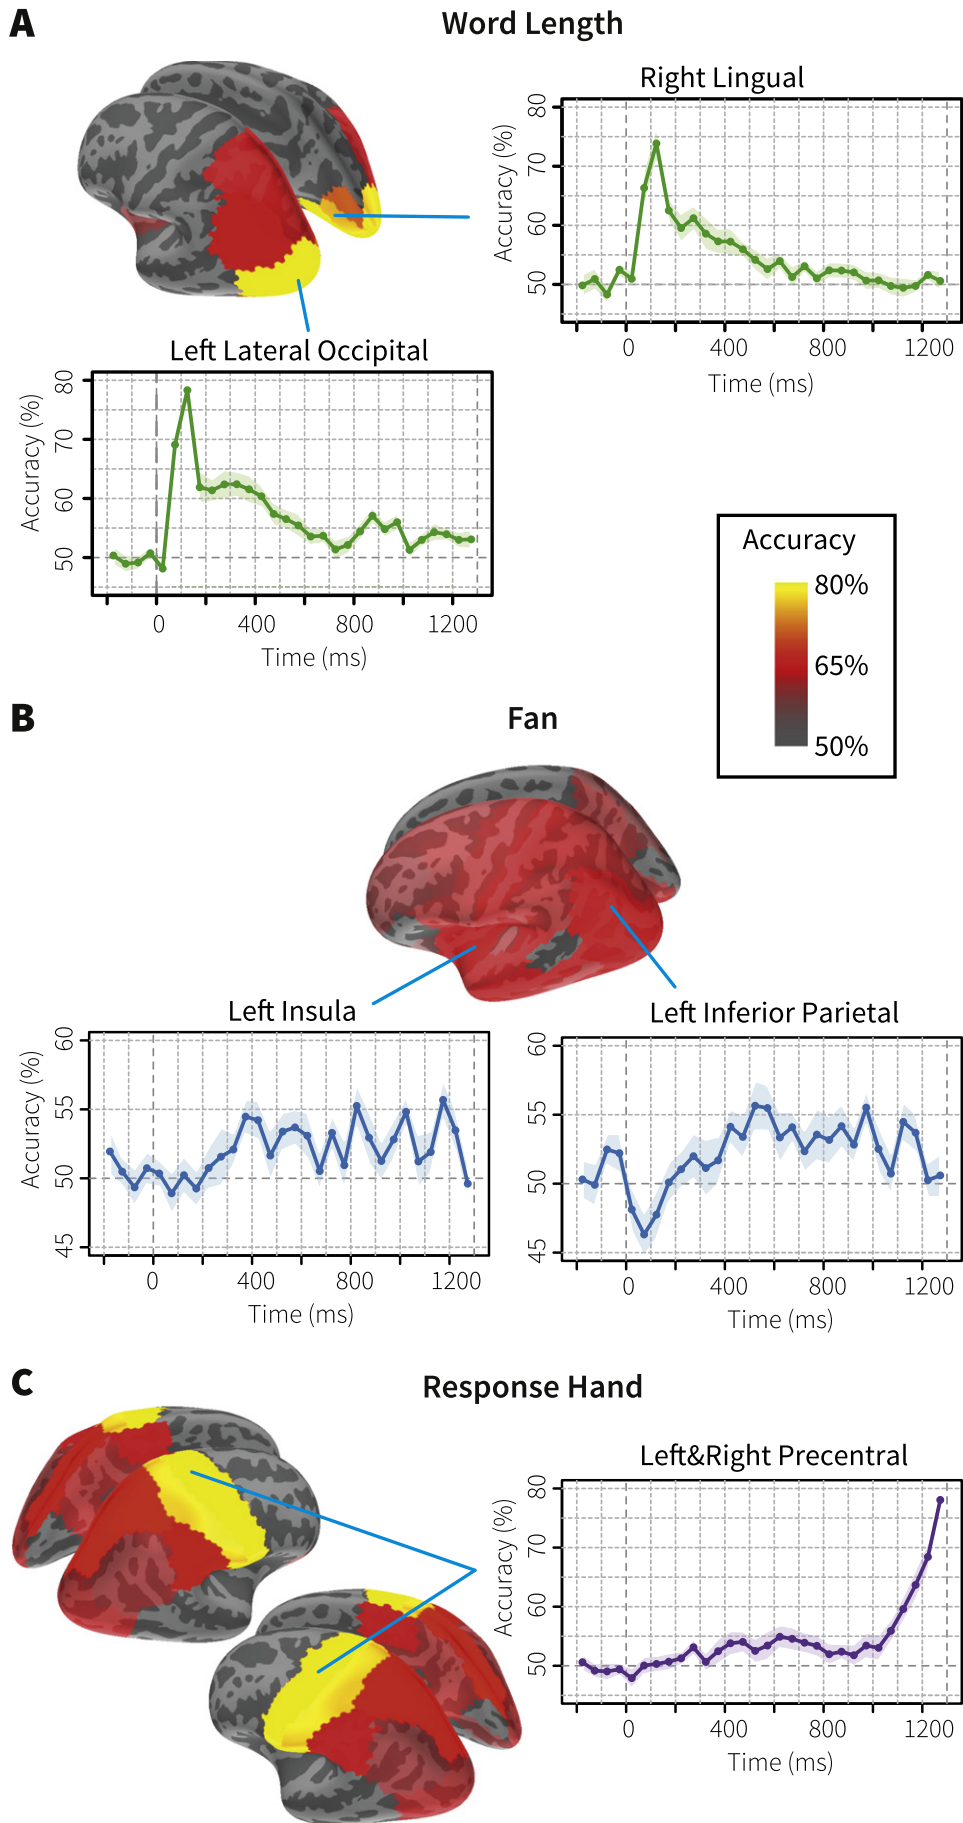 A
Word Length
Right Lingual
Accuracy (%)
80
70
60
50
0 400 800 1200
Time (ms)
Left Lateral Occipital
Accuracy (%)
80
70
60
50
0 400 800 1200
Time (ms)
Accuracy
80%
65%
50%
B
Fan
Left Insula
Accuracy (%)
60
55
50
45
0 400 800 1200
Time (ms)
Left Inferior Parietal
60
55
50
45
0 400 800 1200
Time (ms)
C
Response Hand
Left&Right Precentral
Accuracy (%)
80
70
60
50
0 400 800 1200
Time (ms)